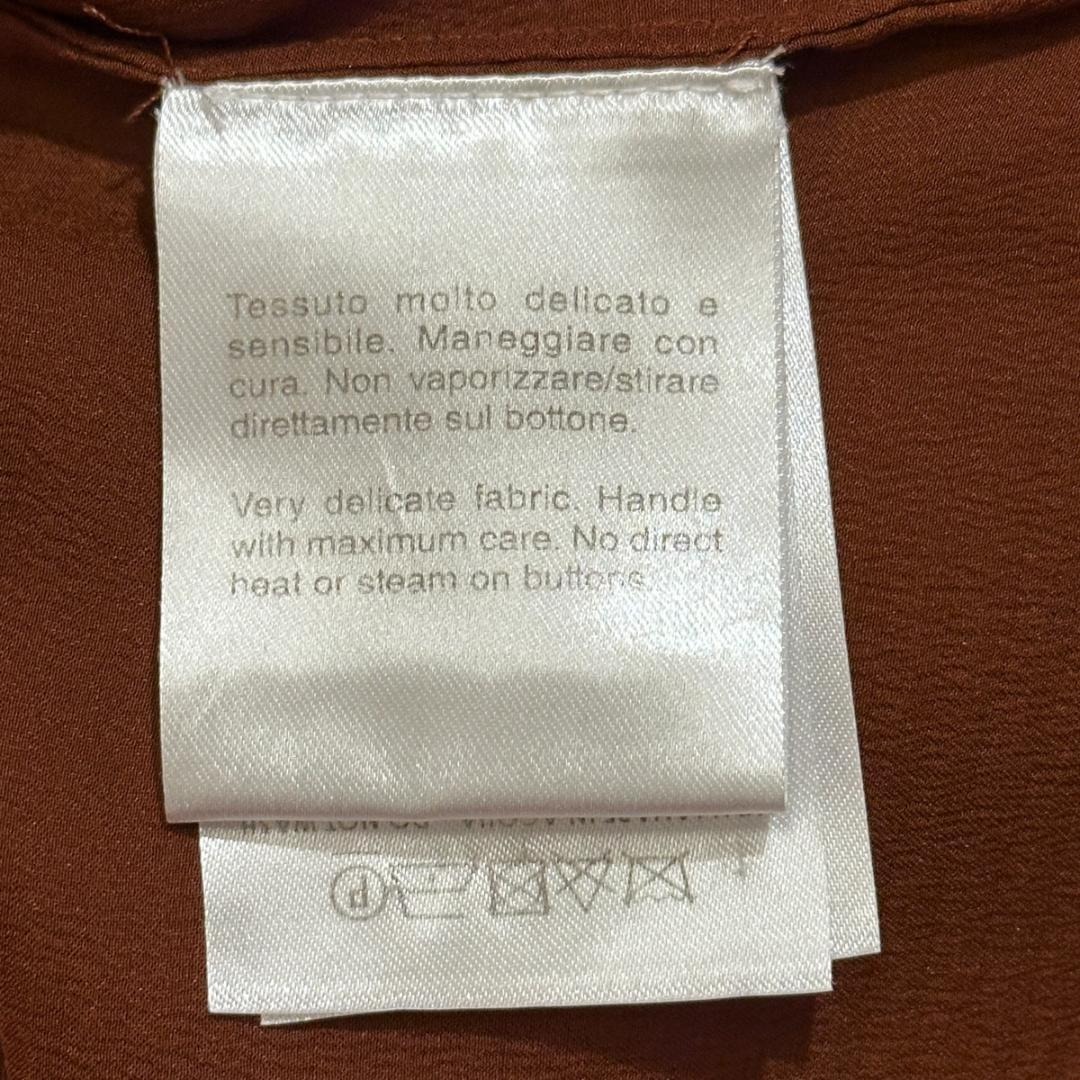 Tessuto molto delicato e
sensibile. Maneggiare con
cura. Non vaporizzare/stirare
direttamente sul bottone.
Very delicate fabric. Handle
with maximum care. No direct
heat or steam on buttons.
P